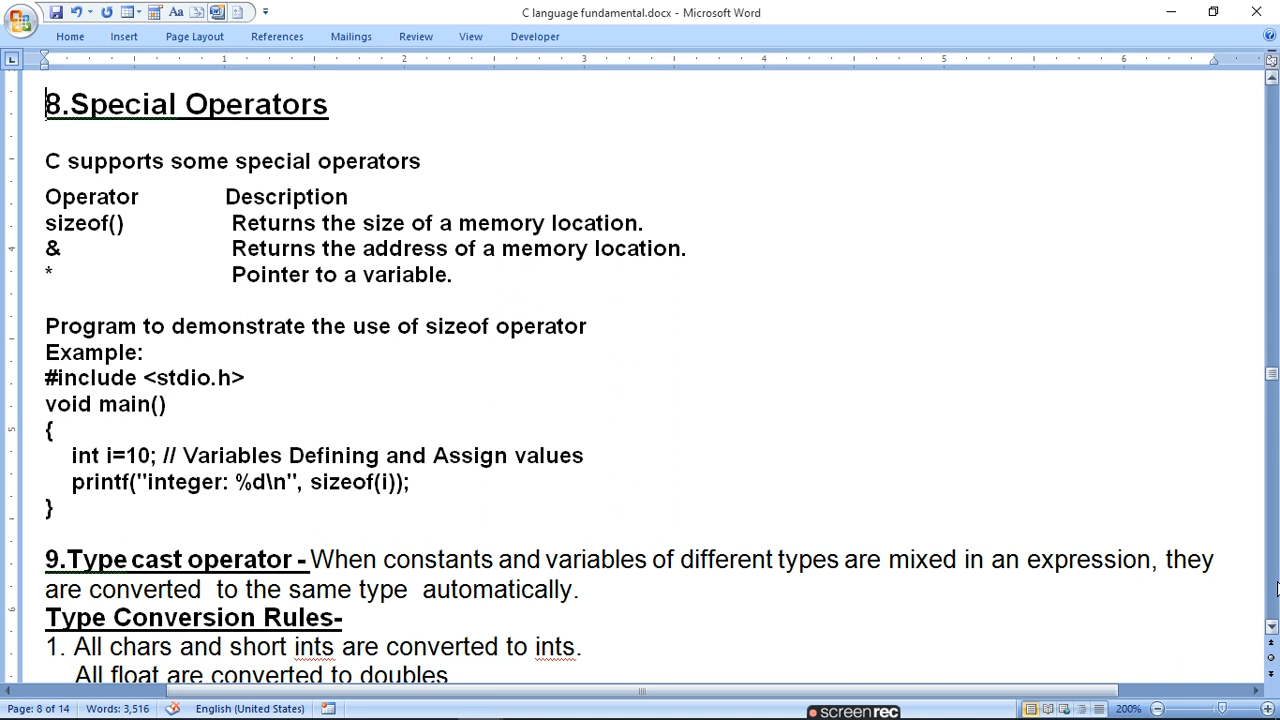 C language fundamental.docx - Microsoft Word
Home Insert Page Layout References Mailings Review View Developer
1 2 3 4 5 6
8.Special Operators
C supports some special operators
Operator Description
sizeof() Returns the size of a memory location.
& Returns the address of a memory location.
* Pointer to a variable.
Program to demonstrate the use of sizeof operator
Example:
#include <stdio.h>
void main()
{
int i=10; // Variables Defining and Assign values
printf("integer: %d\n", sizeof(i));
}
9.Type cast operator - When constants and variables of different types are mixed in an expression, they
are converted to the same type automatically.
Type Conversion Rules-
1. All chars and short ints are converted to ints.
All float are converted to doubles
Page: 8 of 14 Words: 3,516 English (United States) screenrec 200%